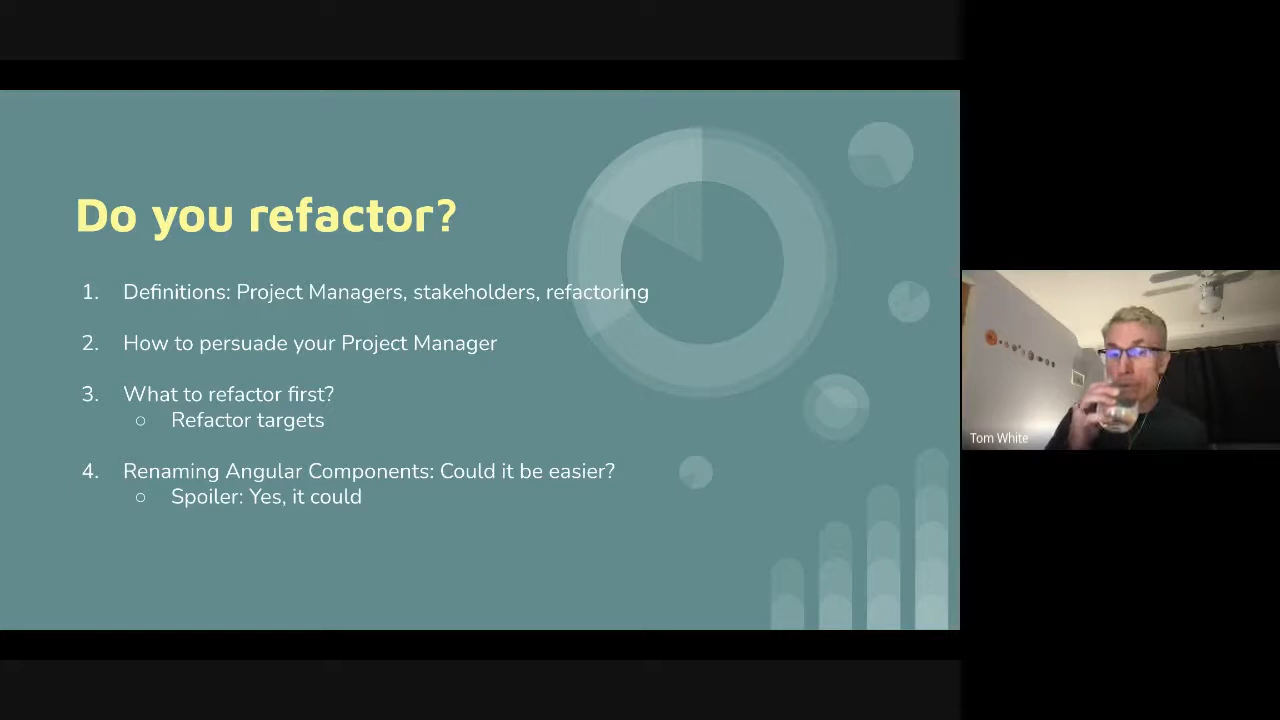 Do you refactor?
1. Definitions: Project Managers, stakeholders, refactoring
2. How to persuade your Project Manager
3. What to refactor first?
○ Refactor targets
4. Renaming Angular Components: Could it be easier?
○ Spoiler: Yes, it could
Tom White